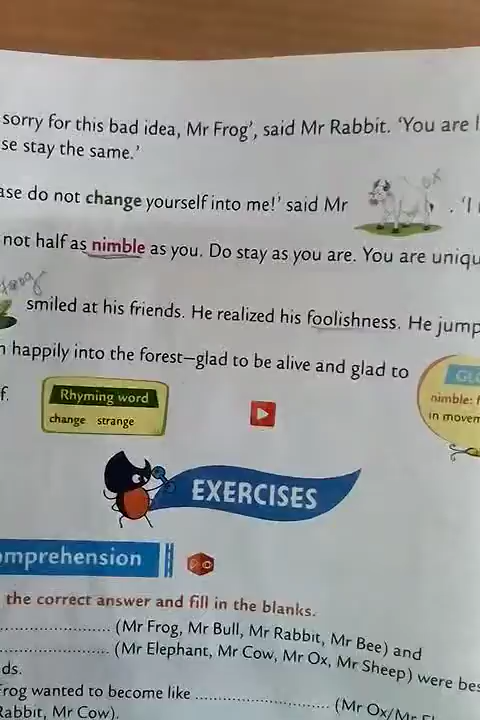 sorry for this bad idea, Mr Frog', said Mr Rabbit. 'You are
se stay the same.'
ox
ase do not change yourself into me!' said Mr . 'I
not half as nimble as you. Do stay as you are. You are uniqu
frog
smiled at his friends. He realized his foolishness. He jump
n happily into the forest—glad to be alive and glad to
f.
Rhyming word
change strange
GL
nimble: f
in movem
EXERCISES
omprehension
the correct answer and fill in the blanks.
.......................... (Mr Frog, Mr Bull, Mr Rabbit, Mr Bee) and
.......................... (Mr Elephant, Mr Cow, Mr Ox, Mr Sheep) were bes
ds.
Frog wanted to become like ................................ (Mr Ox/Mr El
Rabbit, Mr Cow).